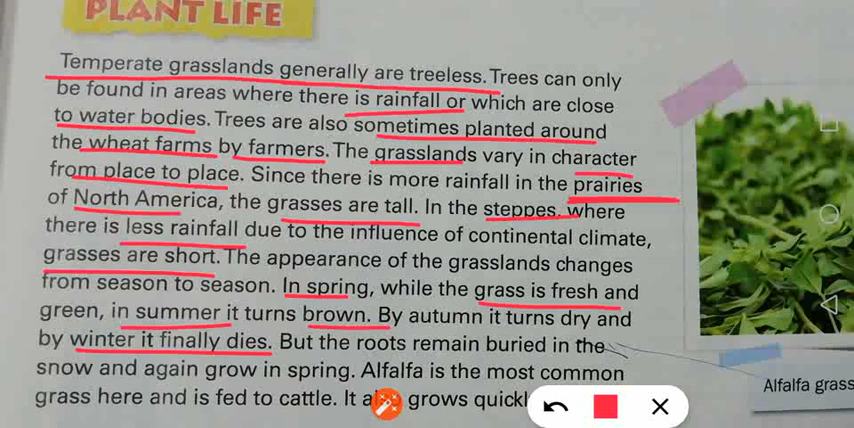 PLANT LIFE
Temperate grasslands generally are treeless. Trees can only
be found in areas where there is rainfall or which are close
to water bodies. Trees are also sometimes planted around
the wheat farms by farmers. The grasslands vary in character
from place to place. Since there is more rainfall in the prairies
of North America, the grasses are tall. In the steppes, where
there is less rainfall due to the influence of continental climate,
grasses are short. The appearance of the grasslands changes
from season to season. In spring, while the grass is fresh and
green, in summer it turns brown. By autumn it turns dry and
by winter it finally dies. But the roots remain buried in the
snow and again grow in spring. Alfalfa is the most common
grass here and is fed to cattle. It grows
Alfalfa grass